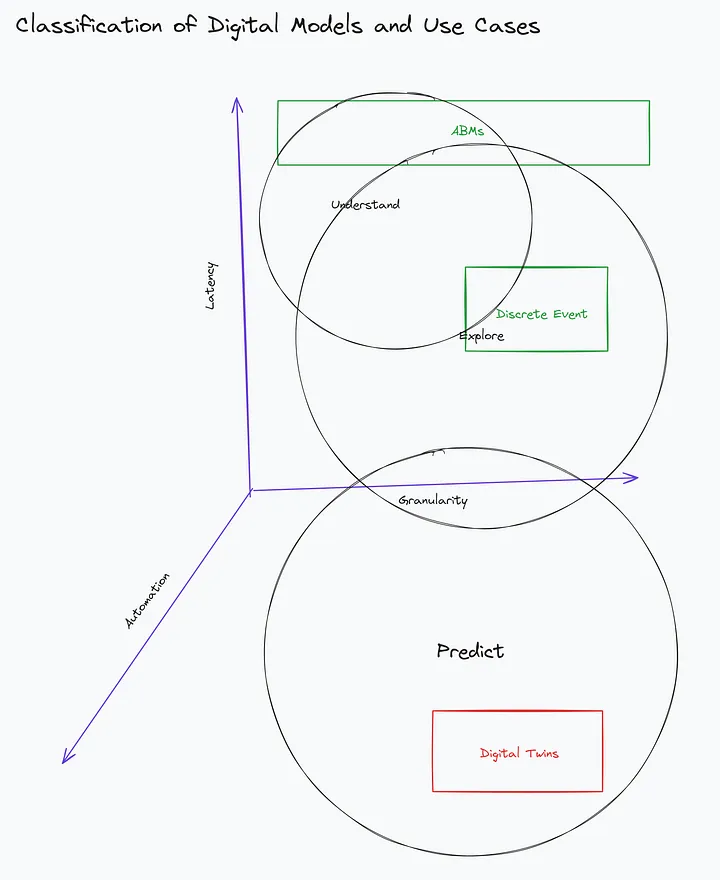 Classification of Digital Models and Use Cases
ABMs
Understand
Latency
Discrete Event
Explore
Granularity
Automation
Predict
Digital Twins